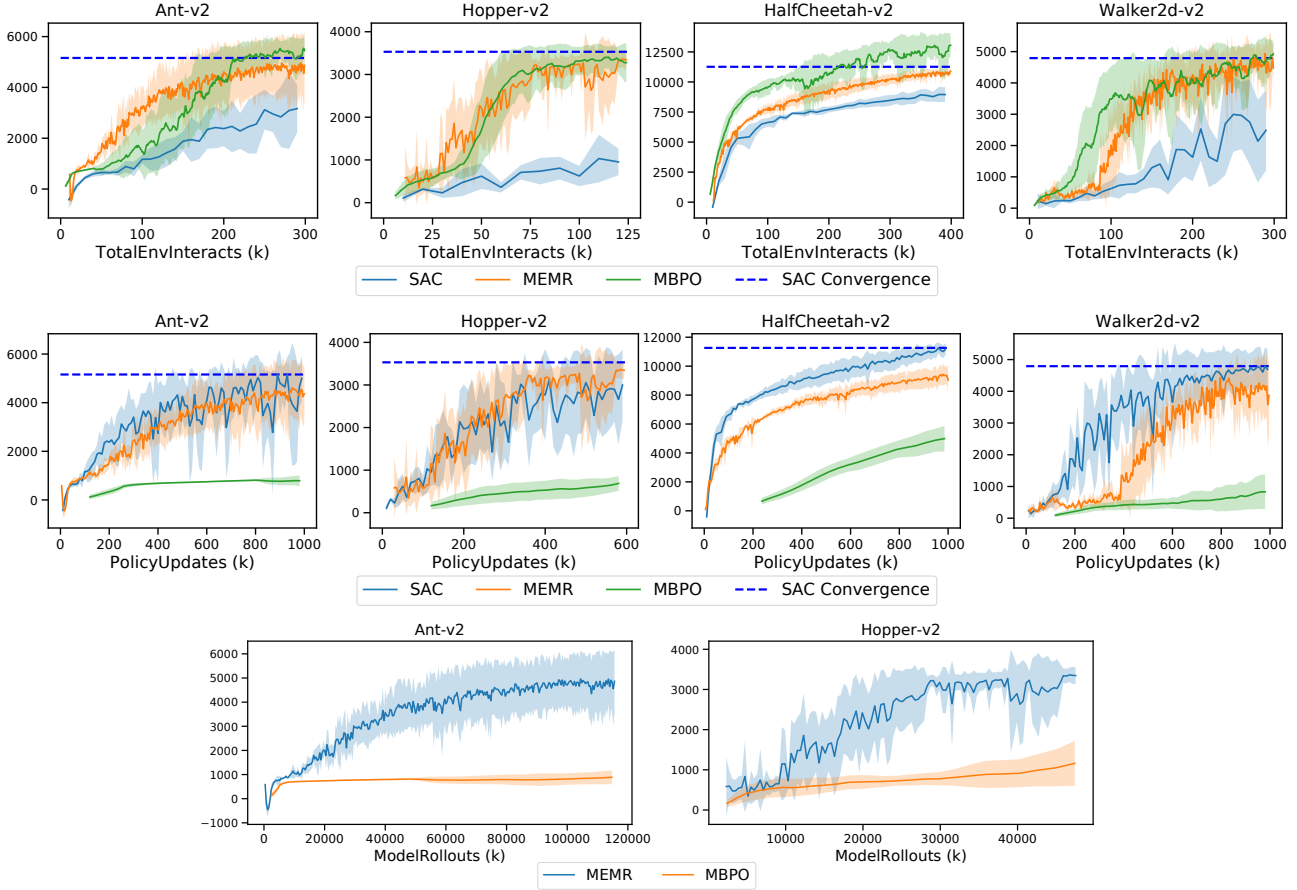 Ant-v2 Hopper-v2 HalfCheetah-v2 Walker2d-v2
6000 4000 2000 0
4000 3000 2000 1000 0
12500 10000 7500 5000 2500 0
5000 4000 3000 2000 1000 0
0 100 200 300 0 25 50 75 100 125 0 100 200 300 400 0 100 200 300
TotalEnvInteracts (k) TotalEnvInteracts (k) TotalEnvInteracts (k) TotalEnvInteracts (k)
SAC MEMR MBPO SAC Convergence
Ant-v2 Hopper-v2 HalfCheetah-v2 Walker2d-v2
6000 4000 2000 0
4000 3000 2000 1000 0
12000 10000 8000 6000 4000 2000 0
5000 4000 3000 2000 1000 0
0 200 400 600 800 1000 0 200 400 600 0 200 400 600 800 1000 0 200 400 600 800 1000
PolicyUpdates (k) PolicyUpdates (k) PolicyUpdates (k) PolicyUpdates (k)
SAC MEMR MBPO SAC Convergence
Ant-v2 Hopper-v2
6000 5000 4000 3000 2000 1000 0 −1000
4000 3000 2000 1000 0
0 20000 40000 60000 80000 100000 120000 10000 20000 30000 40000
ModelRollouts (k) ModelRollouts (k)
MEMR MBPO